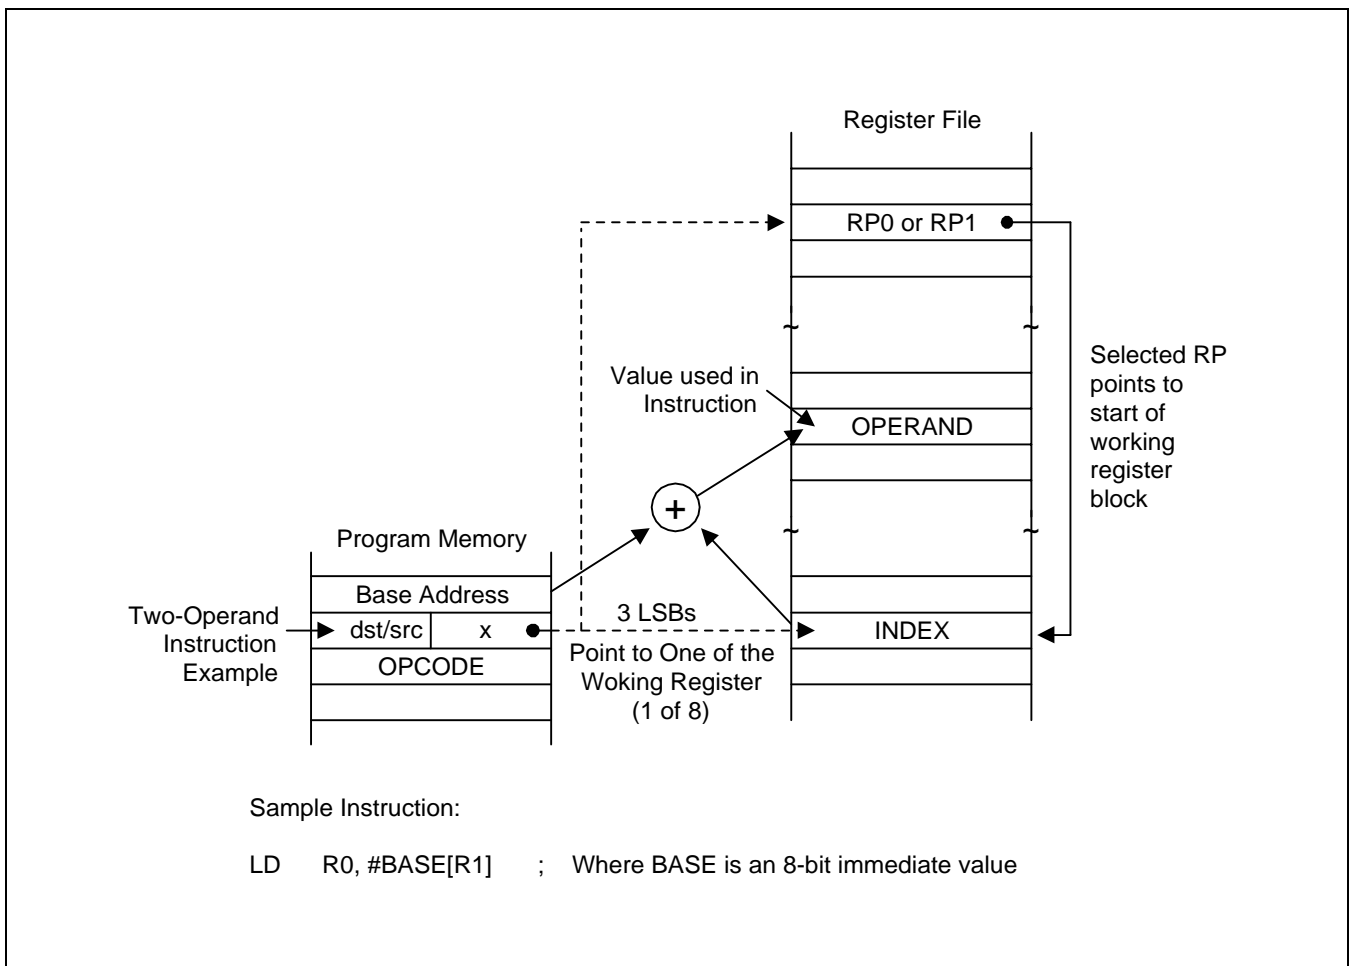 Register File
RP0 or RP1
Selected RP
points to
start of
working
register
block
Value used in
Instruction
OPERAND
+
Program Memory
Base Address
Two-Operand
Instruction
Example
dst/src
x
3 LSBs
INDEX
OPCODE
Point to One of the
Woking Register
(1 of 8)
Sample Instruction:
LD R0, #BASE[R1] ; Where BASE is an 8-bit immediate value